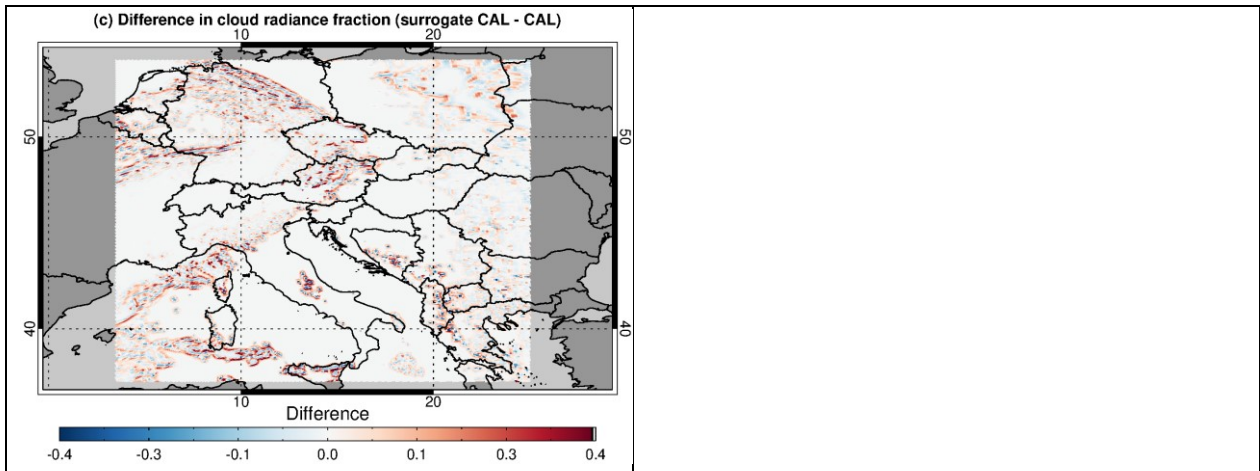 (c) Difference in cloud radiance fraction (surrogate CAL - CAL)
10 20
50 50
40 40
10 20
Difference
-0.4 -0.3 -0.1 0.0 0.1 0.3 0.4